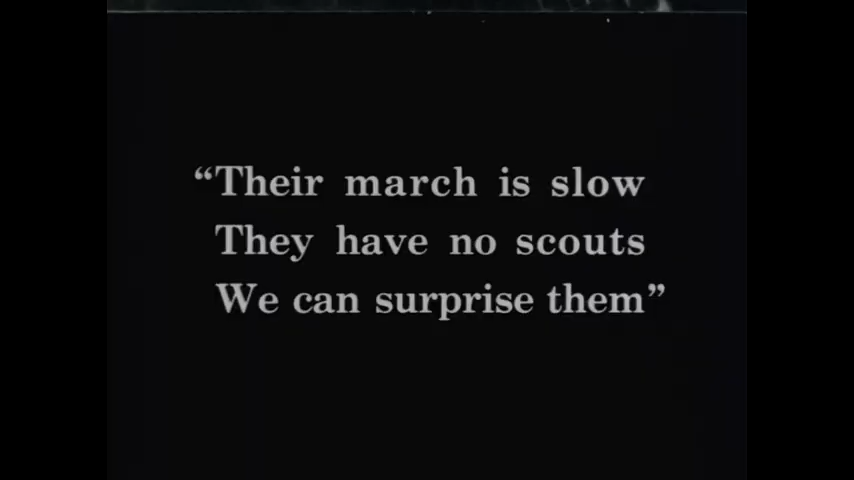 “Their march is slow
They have no scouts
We can surprise them”